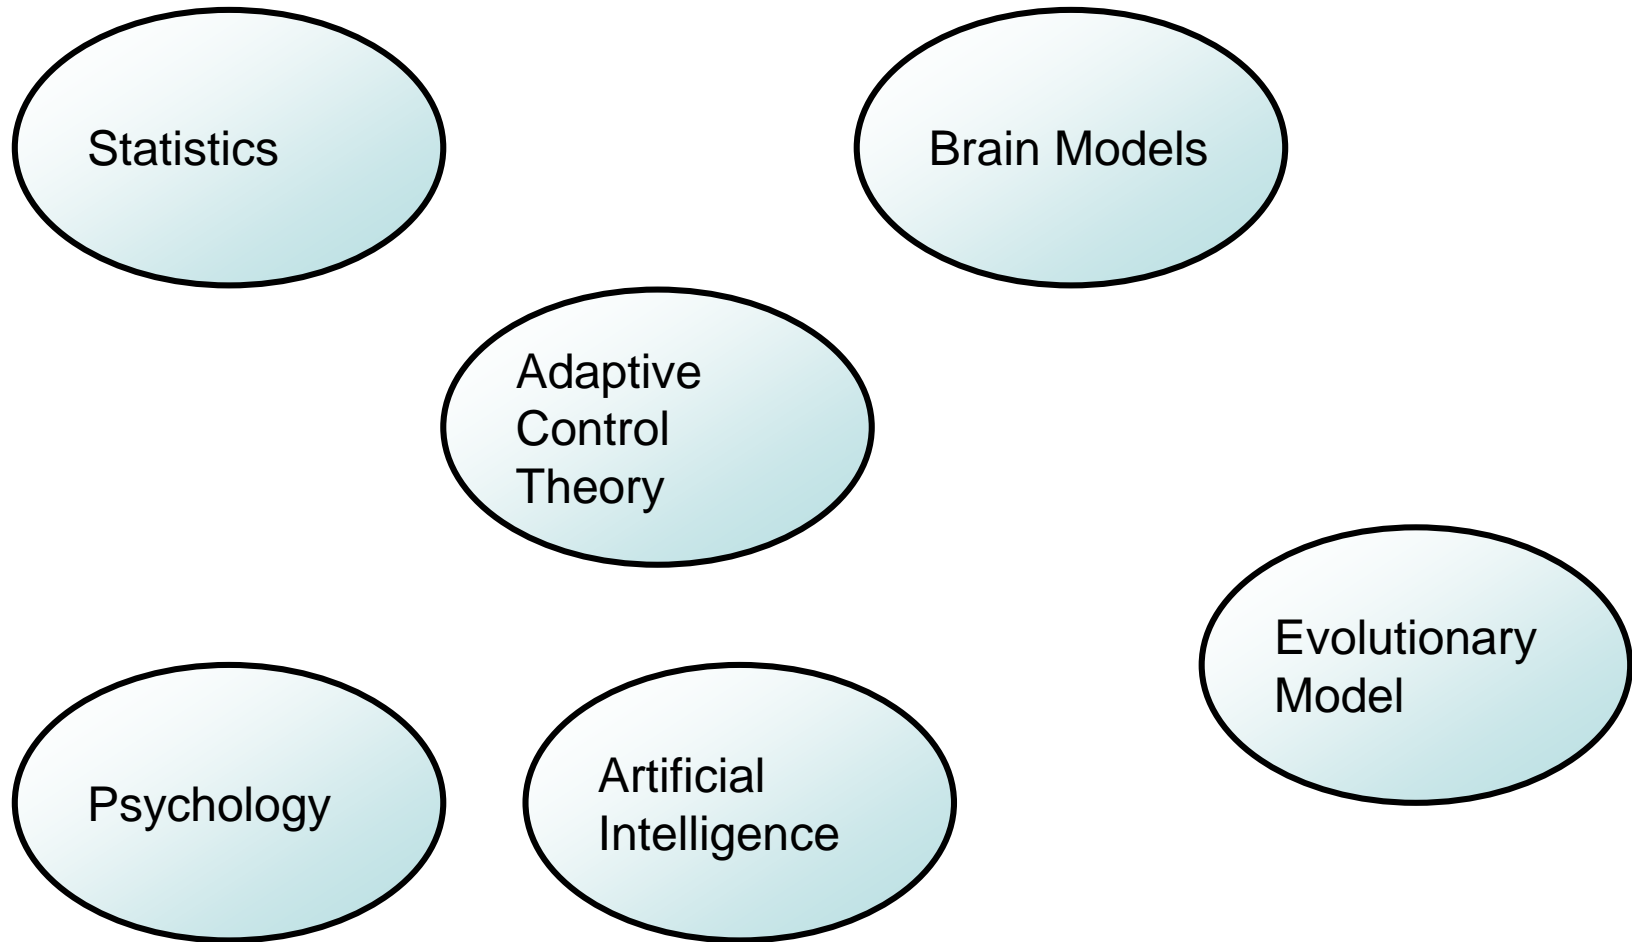 Statistics
Brain Models
Adaptive
Control
Theory
Evolutionary
Model
Psychology
Artificial
Intelligence